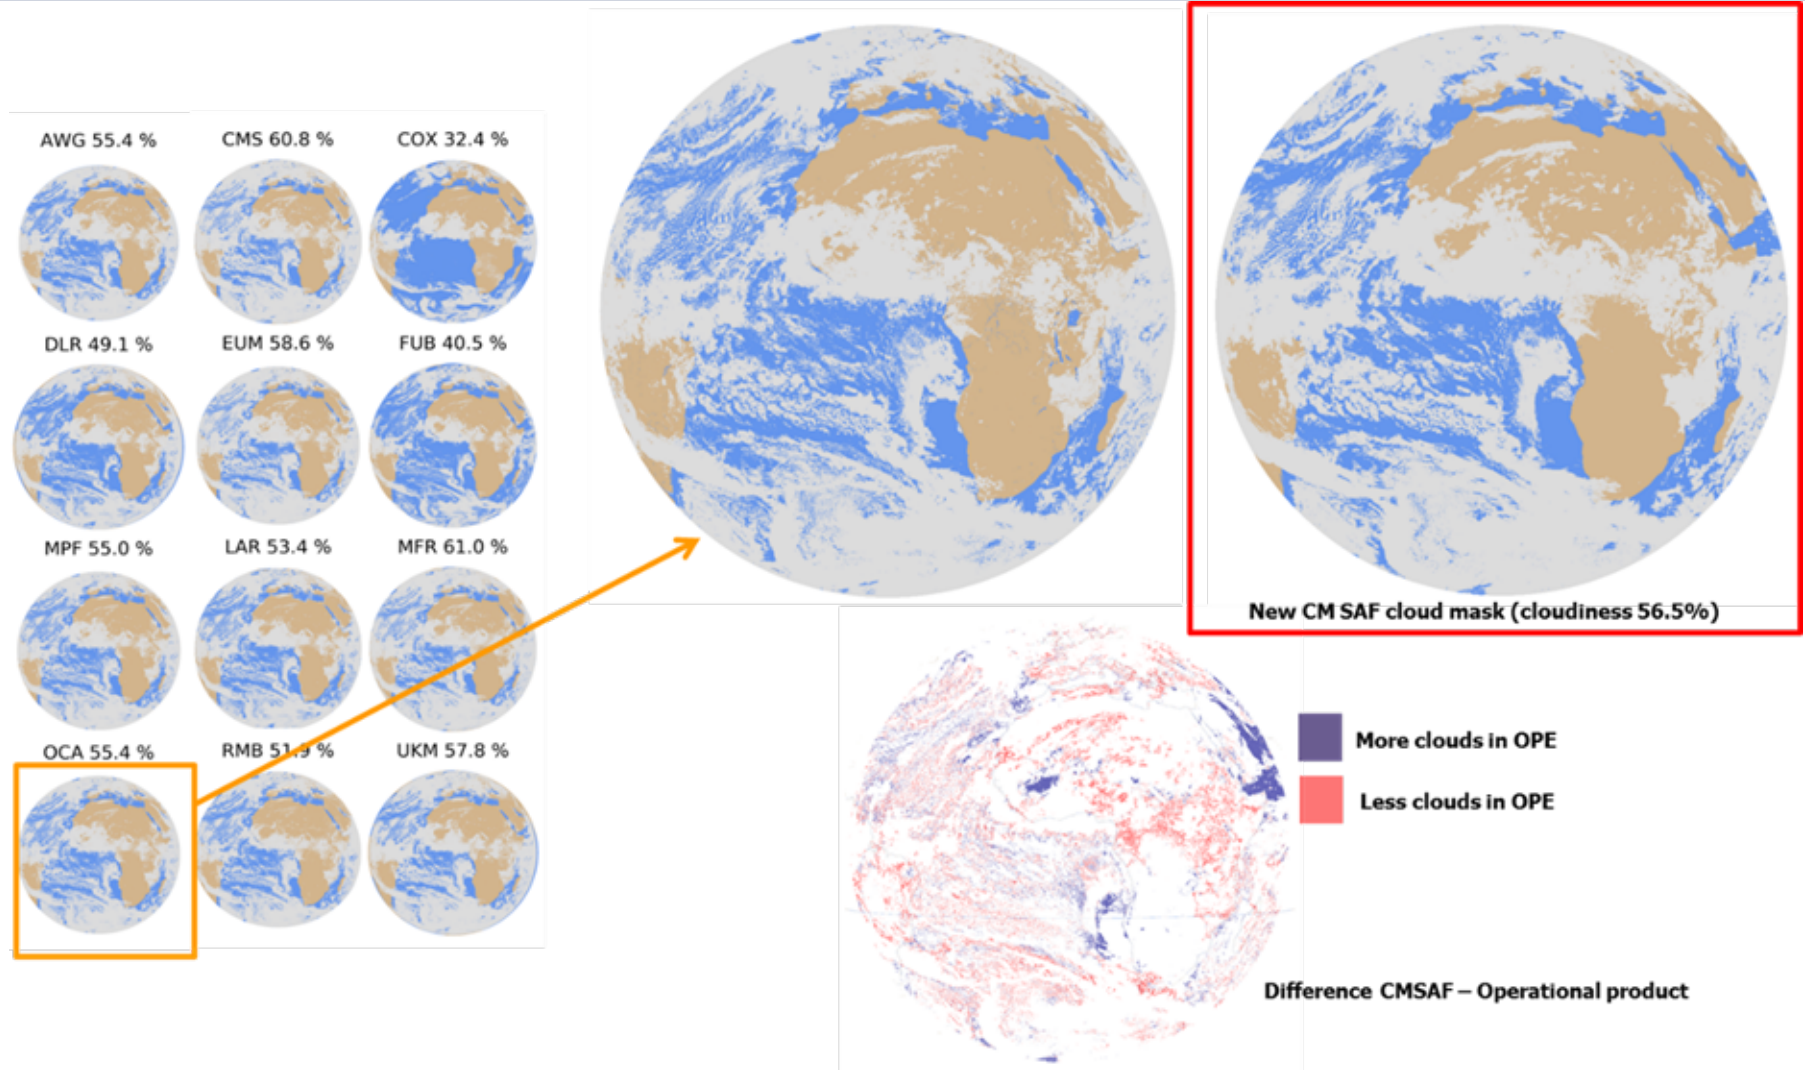 AWG 55.4 %
CMS 60.8 %
COX 32.4 %
DLR 49.1 %
EUM 58.6 %
FUB 40.5 %
MPF 55.0 %
LAR 53.4 %
MFR 61.0 %
OCA 55.4 %
RMB 51.9 %
UKM 57.8 %
New CM SAF cloud mask (cloudiness 56.5%)
More clouds in OPE
Less clouds in OPE
Difference CMSAF – Operational product